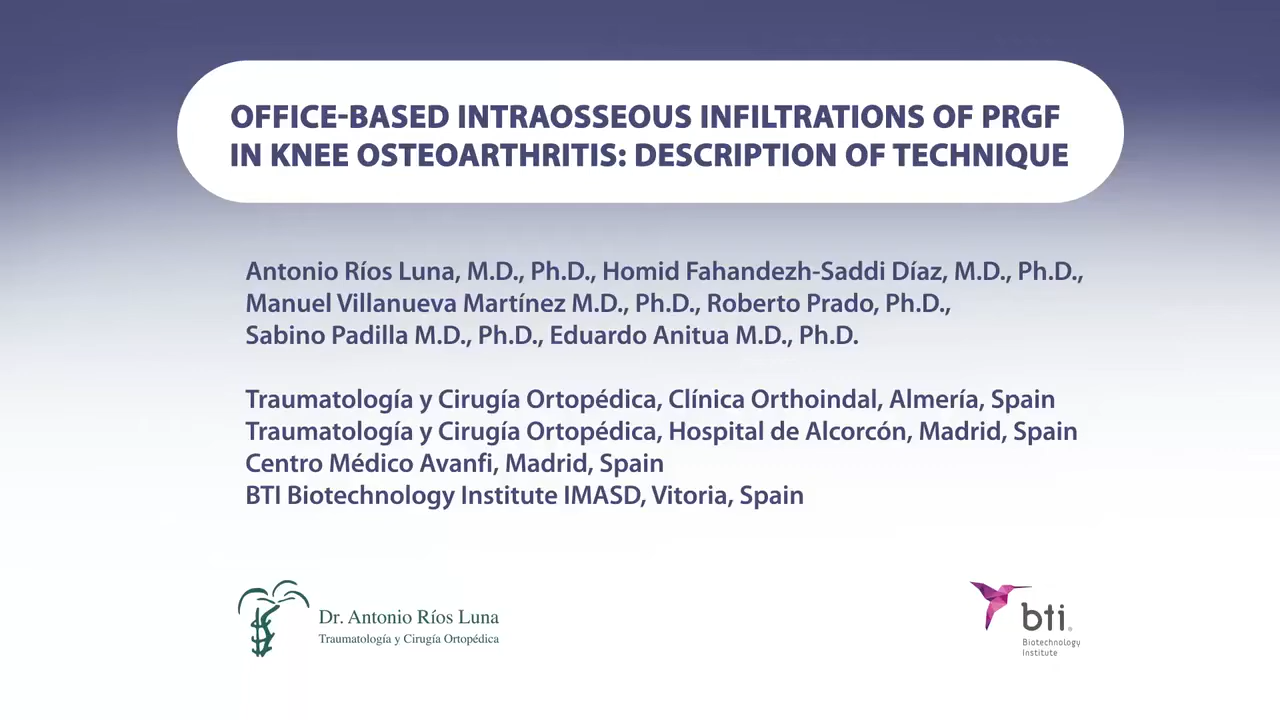 OFFICE-BASED INTRAOSSEOUS INFILTRATIONS OF PRGF
IN KNEE OSTEOARTHRITIS: DESCRIPTION OF TECHNIQUE
Antonio Ríos Luna, M.D., Ph.D., Homid Fahandezh-Saddi Díaz, M.D., Ph.D.,
Manuel Villanueva Martínez M.D., Ph.D., Roberto Prado, Ph.D.,
Sabino Padilla M.D., Ph.D., Eduardo Anitua M.D., Ph.D.
Traumatología y Cirugía Ortopédica, Clínica Orthoindal, Almería, Spain
Traumatología y Cirugía Ortopédica, Hospital de Alcorcón, Madrid, Spain
Centro Médico Avanfi, Madrid, Spain
BTI Biotechnology Institute IMASD, Vitoria, Spain
Dr. Antonio Ríos Luna
Traumatología y Cirugía Ortopédica
bti®
Biotechnology
Institute